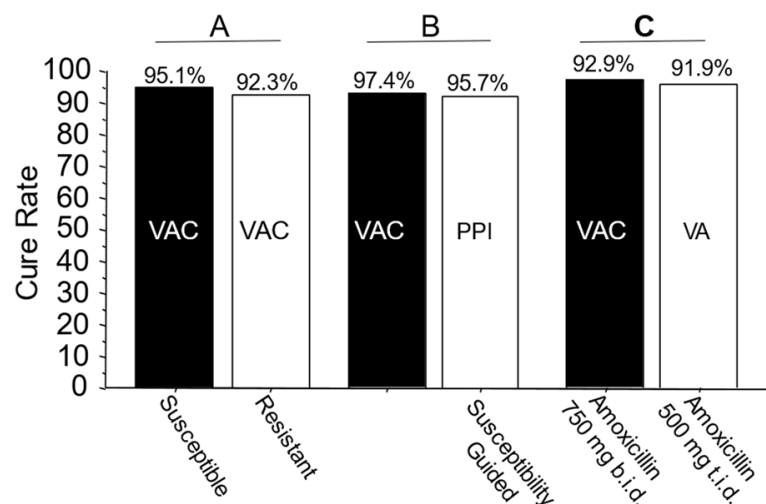 A B C
95.1% 92.3% 97.4% 95.7% 92.9% 91.9%
100
90
80
70
60
50
40
30
20
10
0
Cure Rate
VAC VAC VAC PPI VAC VA
Susceptible
Resistant
Susceptibility
Guided
Amoxicillin
750 mg b.i.d.
Amoxicillin
500 mg t.i.d.